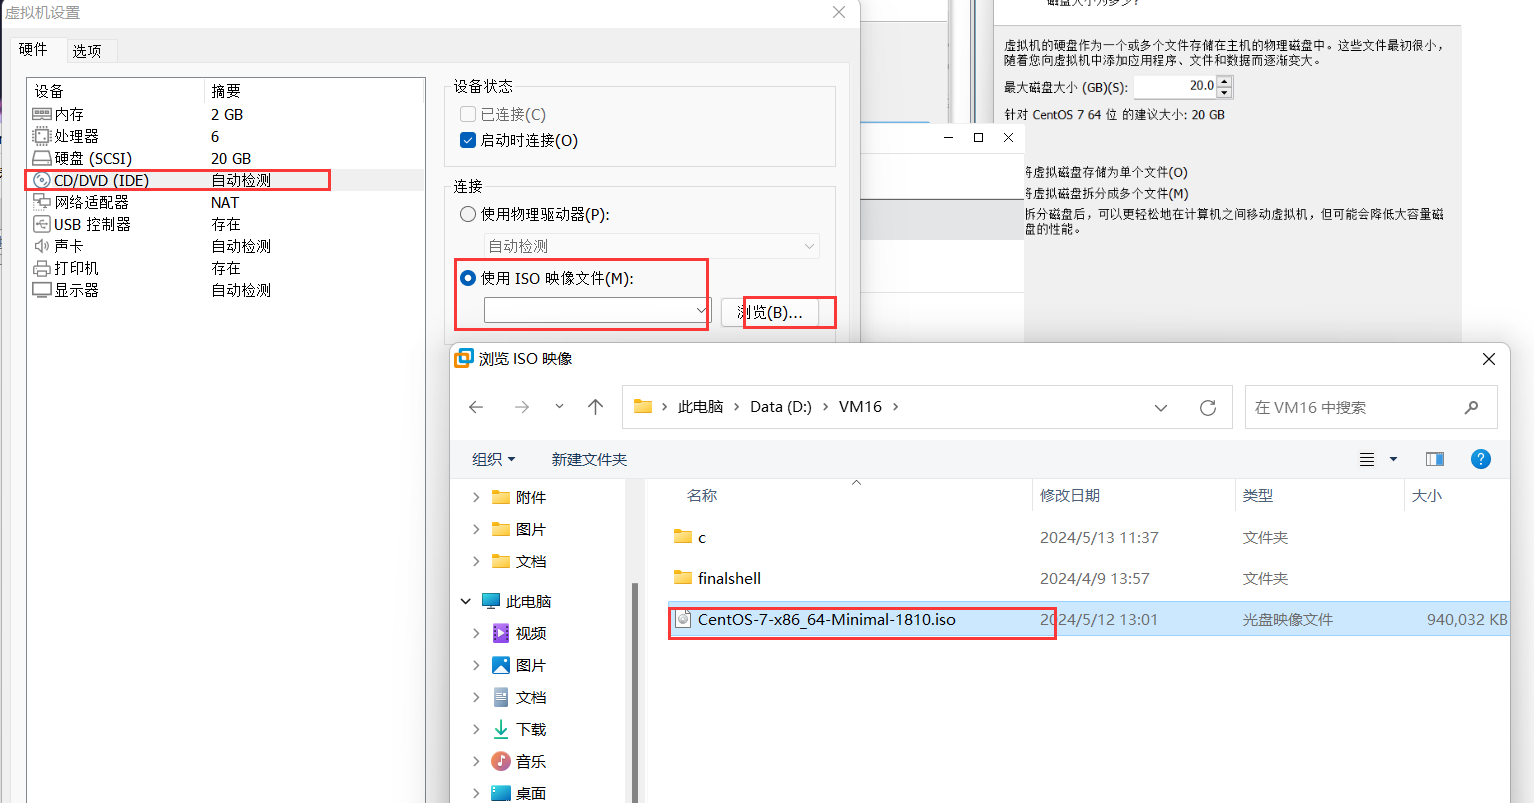 虚拟机设置
硬件
选项
设备 摘要
内存 2 GB
处理器 6
硬盘 (SCSI) 20 GB
CD/DVD (IDE) 自动检测
网络适配器 NAT
USB 控制器 存在
声卡 自动检测
打印机 存在
显示器 自动检测
设备状态
已连接(C)
启动时连接(O)
连接
使用物理驱动器(P):
自动检测
使用 ISO 映像文件(M):
浏览(B)...
磁盘大小为多少?
虚拟机的硬盘作为一个或多个文件存储在主机的物理磁盘中。这些文件最初很小，
随着您向虚拟机中添加应用程序、文件和数据而逐渐变大。
最大磁盘大小 (GB)(S): 20.0
针对 CentOS 7 64 位 的建议大小: 20 GB
将虚拟磁盘存储为单个文件(O)
将虚拟磁盘拆分成多个文件(M)
拆分磁盘后，可以更轻松地在计算机之间移动虚拟机，但可能会降低大容量磁
盘的性能。
浏览 ISO 映像
此电脑 Data (D:) VM16
在 VM16 中搜索
组织 新建文件夹
名称 修改日期 类型 大小
附件
图片
文档
此电脑
视频
图片
文档
下载
音乐
桌面
c 2024/5/13 11:37 文件夹
finalshell 2024/4/9 13:57 文件夹
CentOS-7-x86_64-Minimal-1810.iso 2024/5/12 13:01 光盘映像文件 940,032 KB